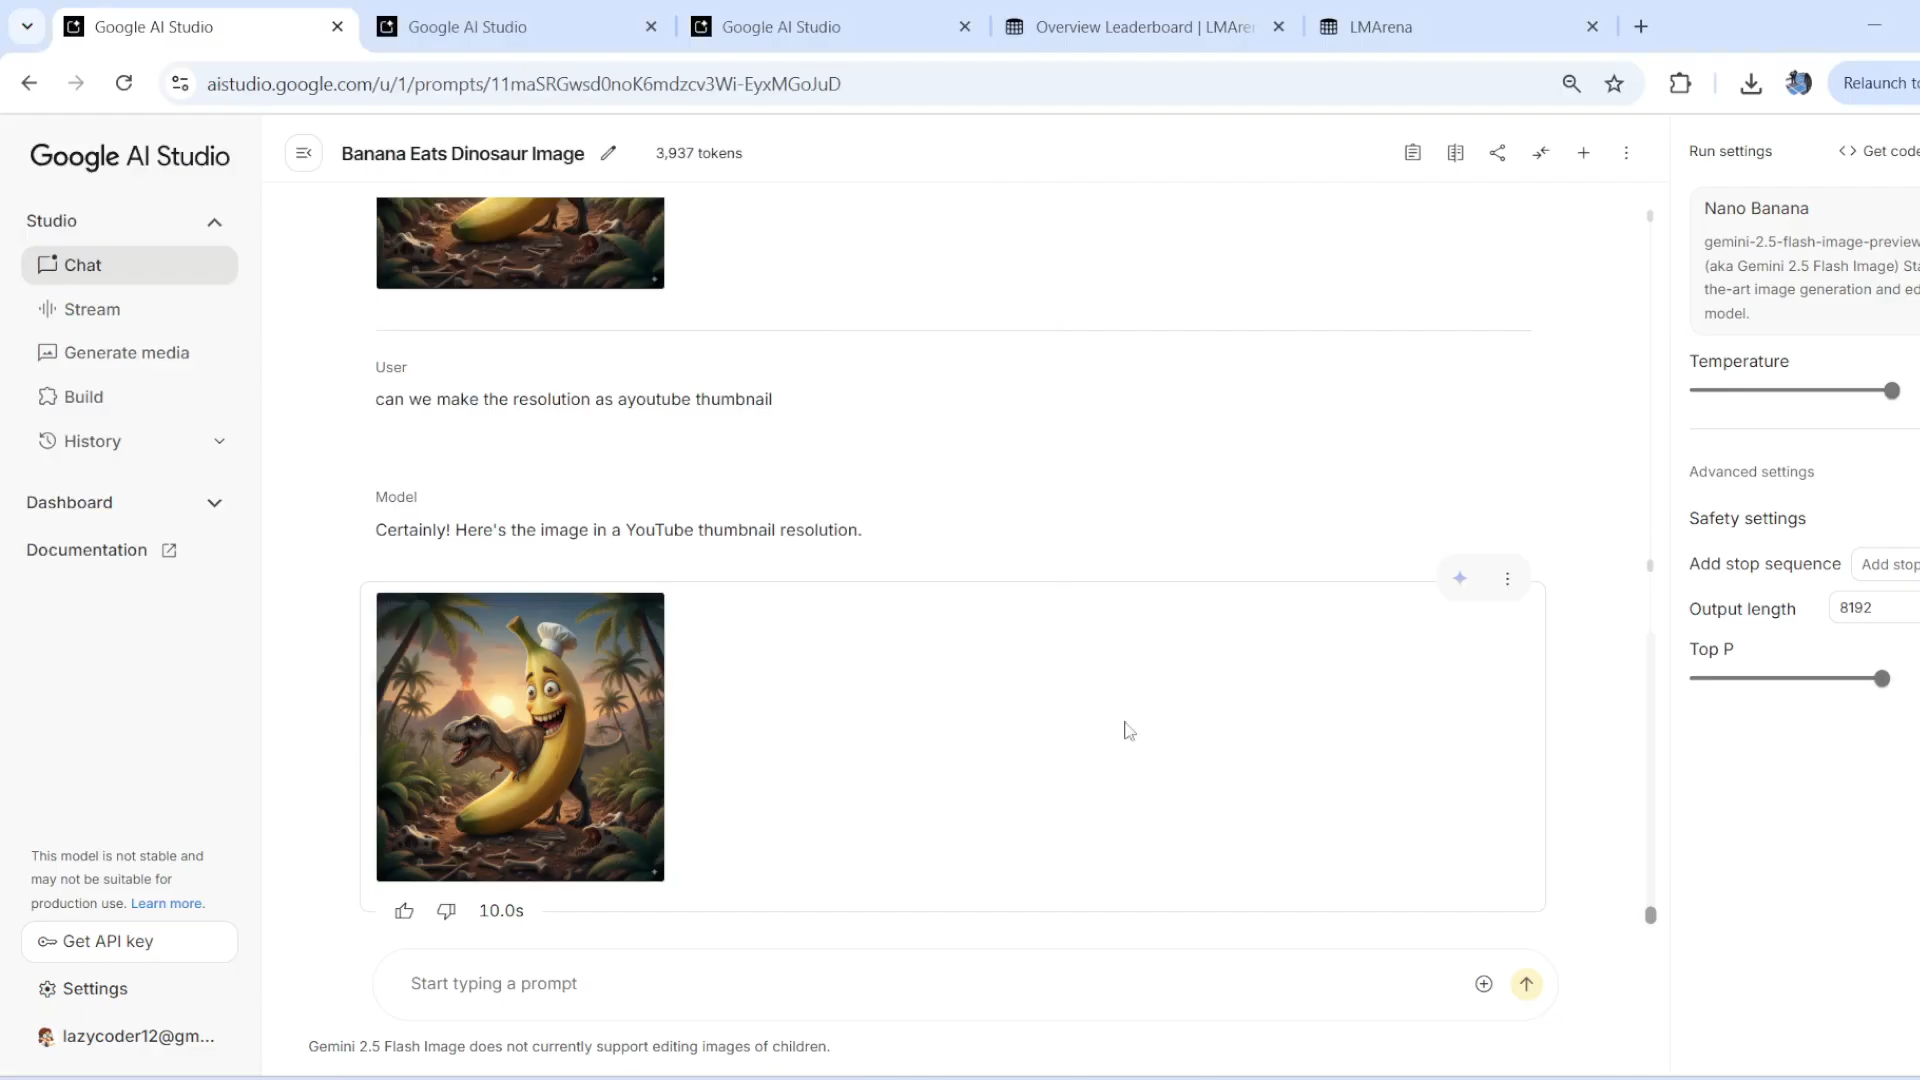 Google AI Studio
Google AI Studio
Google AI Studio
Overview Leaderboard | LMAre
LMArena
aistudio.google.com/u/1/prompts/11maSRGwsd0noK6mdzcv3Wi-EyxMGoJuD
Relaunch to
Google AI Studio
Banana Eats Dinosaur Image
3,937 tokens
Run settings
Get code
Studio
Chat
Stream
Generate media
Build
History
Dashboard
Documentation
This model is not stable and
may not be suitable for
production use. Learn more.
Get API key
Settings
lazycoder12@gm...
User
can we make the resolution as ayoutube thumbnail
Model
Certainly! Here's the image in a YouTube thumbnail resolution.
10.0s
Start typing a prompt
Gemini 2.5 Flash Image does not currently support editing images of children.
Nano Banana
gemini-2.5-flash-image-preview
(aka Gemini 2.5 Flash Image) Sta
the-art image generation and ed
model.
Temperature
Advanced settings
Safety settings
Add stop sequence
Add stop
Output length
8192
Top P